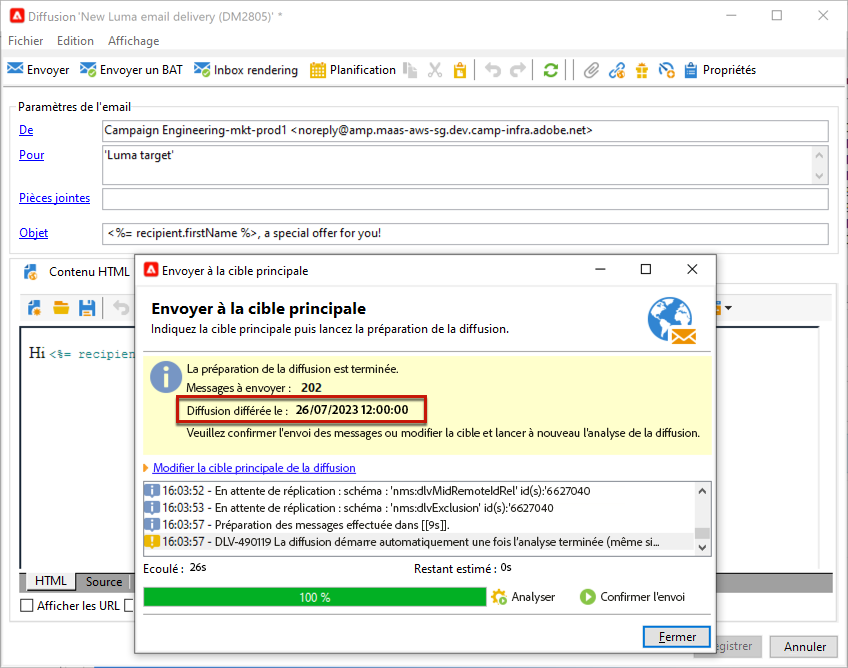 Diffusion 'New Luma email delivery (DM2805)' *
Fichier Edition Affichage
Envoyer Envoyer un BAT Inbox rendering Planification Propriétés
Paramètres de l'email
De Campaign Engineering-mkt-prod1 <noreply@amp.maas-aws-sg.dev.camp-infra.adobe.net>
Pour 'Luma target'
Pièces jointes
Objet <%= recipient.firstName %>, a special offer for you!
Contenu HTML
Envoyer à la cible principale
Envoyer à la cible principale
Indiquez la cible principale puis lancez la préparation de la diffusion.
Hi <%= recipien
La préparation de la diffusion est terminée.
Messages à envoyer : 202
Diffusion différée le : 26/07/2023 12:00:00
Veuillez confirmer l'envoi des messages ou modifier la cible et lancer à nouveau l'analyse de la diffusion.
Modifier la cible principale de la diffusion
16:03:52 - En attente de réplication : schéma : 'nms:dlvMidRemoteIdRel' id(s):'6627040
16:03:53 - En attente de réplication : schéma : 'nms:dlvExclusion' id(s):'6627040
16:03:57 - Préparation des messages effectuée dans [[9s]].
16:03:57 - DLV-490119 La diffusion démarre automatiquement une fois l'analyse terminée (même si...
Ecoulé : 26s Restant estimé : 0s
HTML Source
100 % Analyser Confirmer l'envoi
Afficher les URL
Fermer
egistrer Annuler